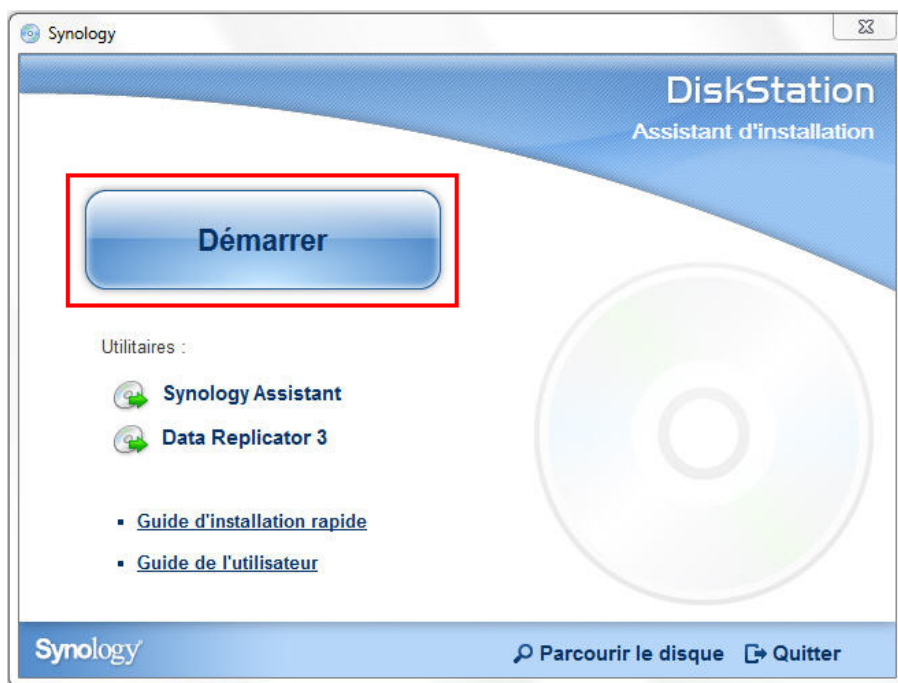 Synology
DiskStation
Assistant d'installation
Démarrer
Utilitaires :
Synology Assistant
Data Replicator 3
Guide d'installation rapide
Guide de l'utilisateur
Synology
Parcourir le disque
Quitter